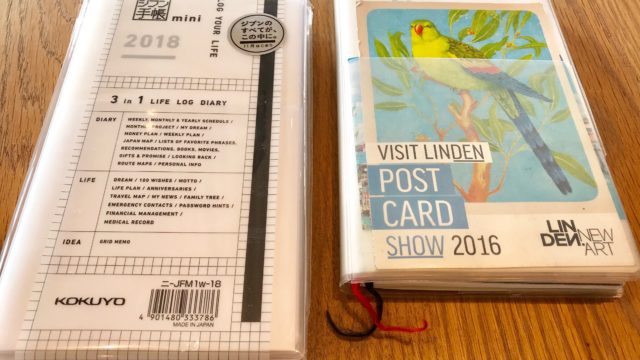 ジブン
手帳
mini
LOG YOUR LIFE
ジブンの
すべてが、
この中に。
2018
3 in 1 LIFE LOG DIARY
DIARY
WEEKLY, MONTHLY & YEARLY SCHEDULE /
MONTHLY PROJECT / MY DREAM /
MONEY PLAN / WEEKLY PLAN /
JAPAN MAP / LISTS OF FAVORITE PHRASES,
RECOMMENDATIONS, BOOKS, MOVIES,
GIFTS & PROMISE / LOOKING BACK /
ROUTE MAPS / PERSONAL INFO
LIFE
DREAM / 100 WISHES / MOTTO /
LIFE PLAN / ANNIVERSARIES /
TRAVEL MAP / MY NEWS / FAMILY TREE /
EMERGENCY CONTACTS / PASSWORD HINTS /
FINANCIAL MANAGEMENT /
MEDICAL RECORD
IDEA
GRID MEMO
KOKUYO
ニ-JFM1w-18
4 901480 333786
MADE IN JAPAN
VISIT LINDEN
POST
CARD
SHOW 2016
LIN
DEN.
NEW
ART